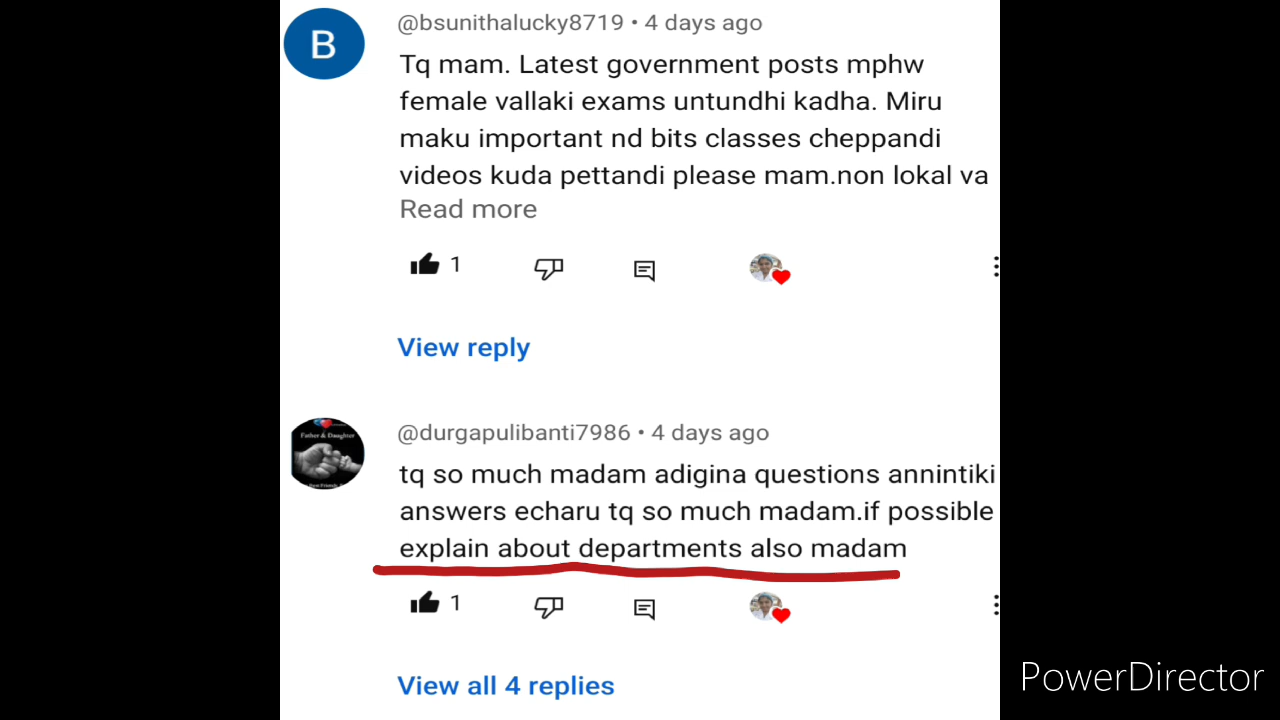 B
@bsunithalucky8719 • 4 days ago
Tq mam. Latest government posts mphw
female vallaki exams untundhi kadha. Miru
maku important nd bits classes cheppandi
videos kuda pettandi please mam.non lokal va
Read more
1
View reply
Father & Daughter
@durgapulibanti7986 • 4 days ago
tq so much madam adigina questions annintiki
answers echaru tq so much madam.if possible
explain about departments also madam
1
View all 4 replies
PowerDirector